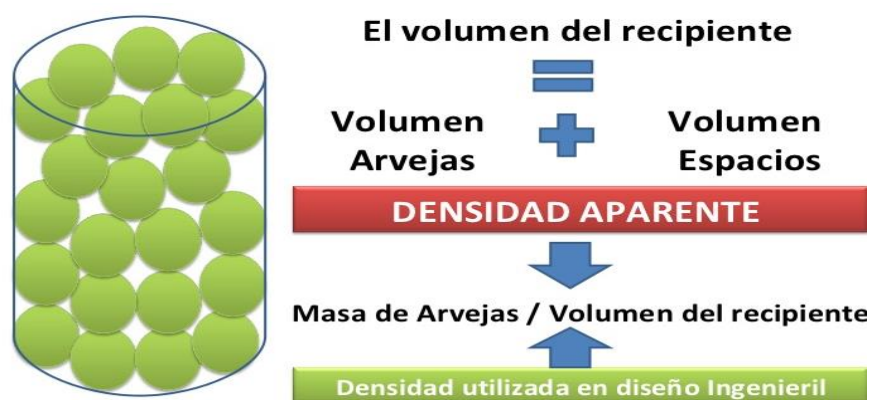 El volumen del recipiente
Volumen Arvejas
Volumen Espacios
DENSIDAD APARENTE
Masa de Arvejas / Volumen del recipiente
Densidad utilizada en diseño Ingenieril